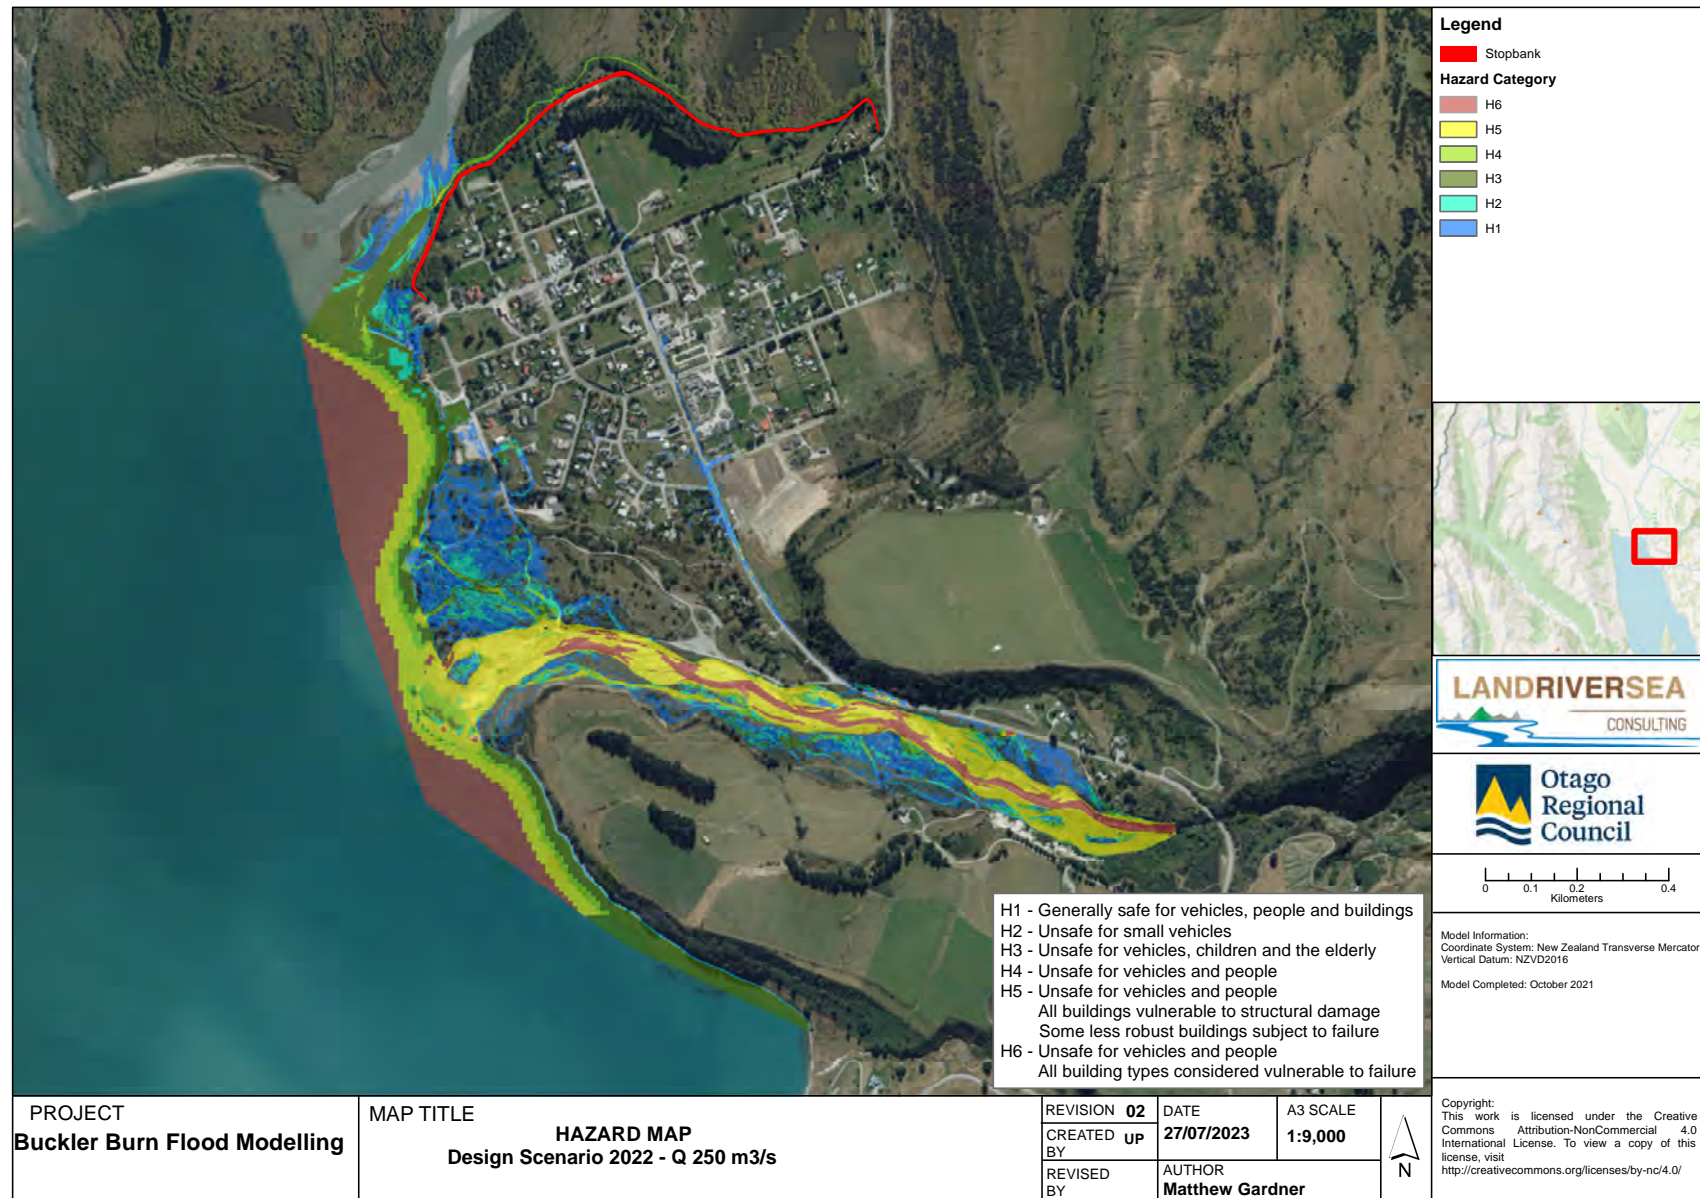 Legend
Stopbank
Hazard Category
H6
H5
H4
H3
H2
H1
LANDRIVERSEA
CONSULTING
Otago
Regional
Council
0 0.1 0.2 0.4
Kilometers
Model Information:
Coordinate System: New Zealand Transverse Mercator
Vertical Datum: NZVD2016
Model Completed: October 2021
Copyright:
This work is licensed under the Creative
Commons Attribution-NonCommercial 4.0
International License. To view a copy of this
license, visit
http://creativecommons.org/licenses/by-nc/4.0/
H1 - Generally safe for vehicles, people and buildings
H2 - Unsafe for small vehicles
H3 - Unsafe for vehicles, children and the elderly
H4 - Unsafe for vehicles and people
H5 - Unsafe for vehicles and people
All buildings vulnerable to structural damage
Some less robust buildings subject to failure
H6 - Unsafe for vehicles and people
All building types considered vulnerable to failure
PROJECT
Buckler Burn Flood Modelling
MAP TITLE
HAZARD MAP
Design Scenario 2022 - Q 250 m3/s
REVISION 02
CREATED BY UP
REVISED BY
DATE
27/07/2023
A3 SCALE
1:9,000
AUTHOR
Matthew Gardner
N